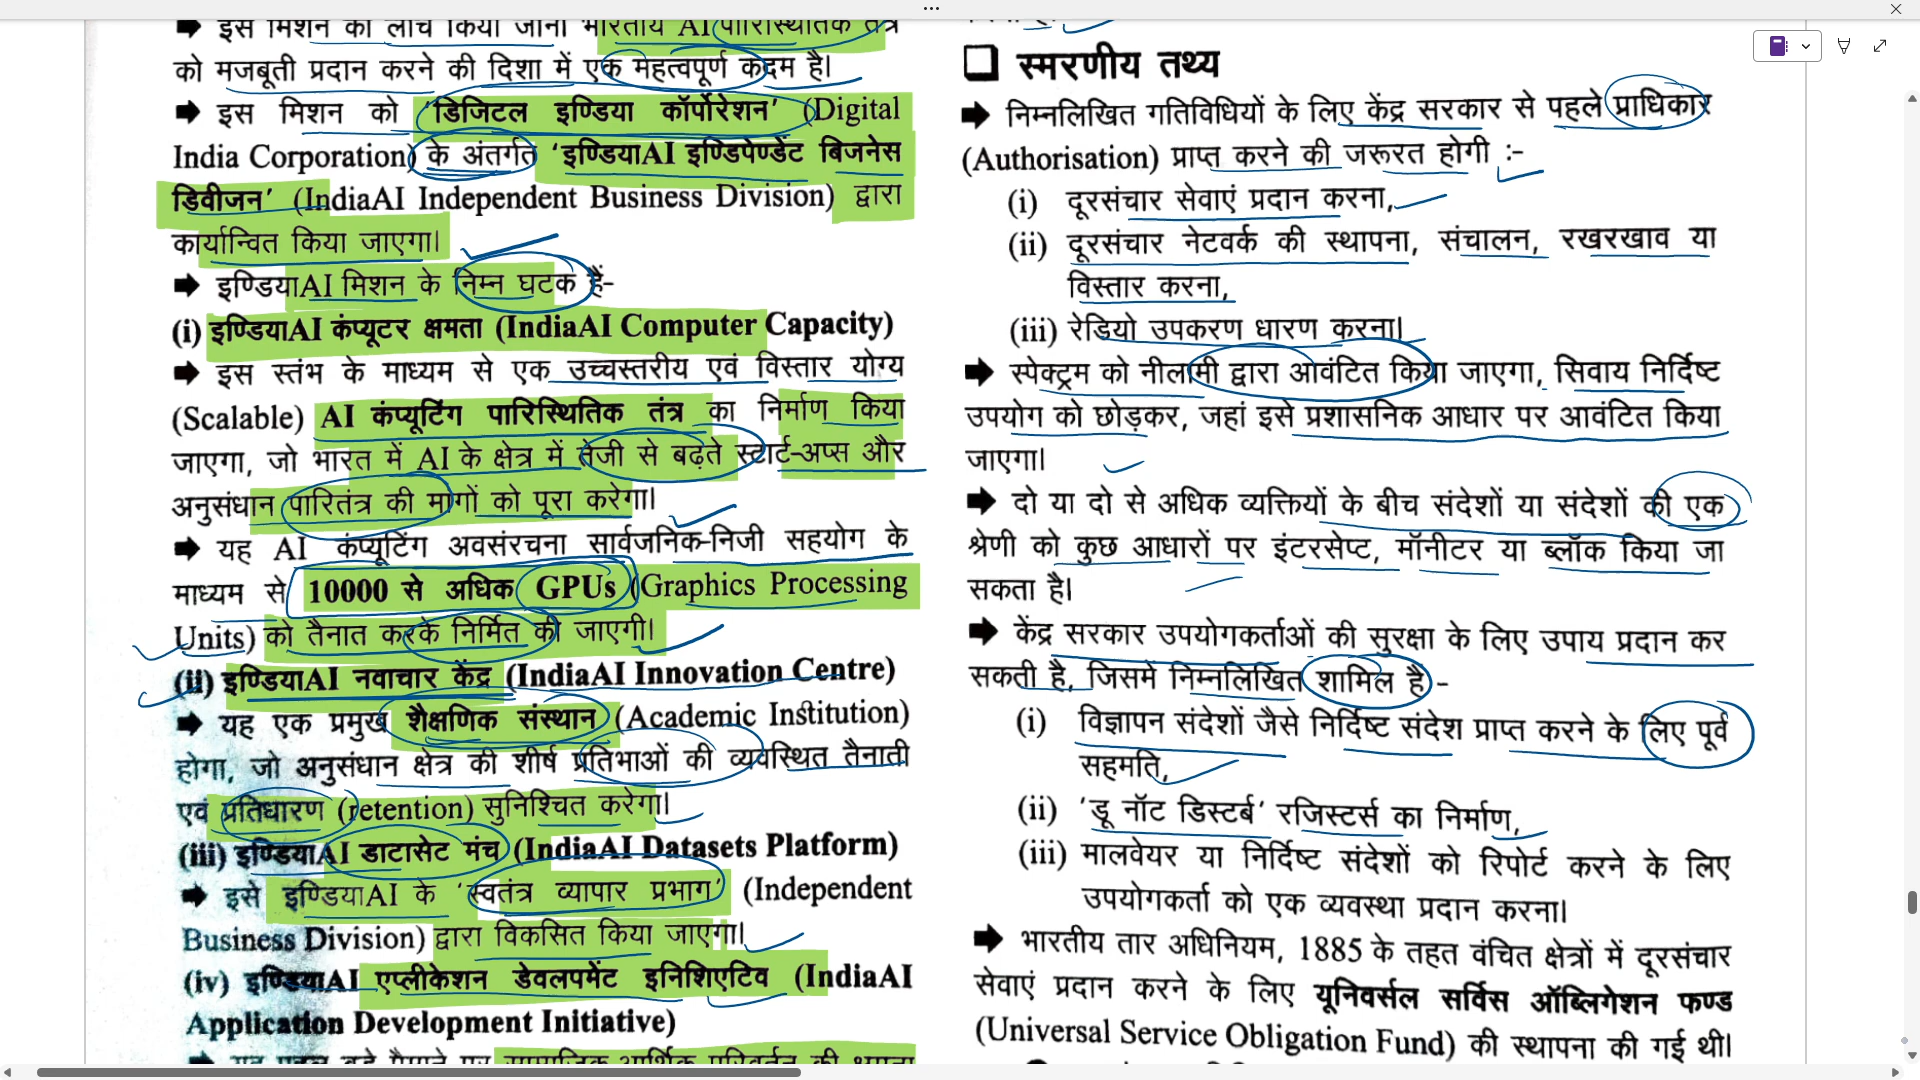 ➡ इस मिशन को लांच किया जाना भारतीय AI पारिस्थितिक तंत्र
को मजबूती प्रदान करने की दिशा में एक महत्वपूर्ण कदम है।
➡ इस मिशन को 'डिजिटल इण्डिया कॉर्पोरेशन' (Digital
India Corporation) के अंतर्गत 'इण्डियाAI इण्डिपेण्डेंट बिजनेस
डिवीजन' (IndiaAI Independent Business Division) द्वारा
कार्यान्वित किया जाएगा।
➡ इण्डियाAI मिशन के निम्न घटक हैं-
(i) इण्डियाAI कंप्यूटर क्षमता (IndiaAI Computer Capacity)
➡ इस स्तंभ के माध्यम से एक उच्चस्तरीय एवं विस्तार योग्य
(Scalable) AI कंप्यूटिंग पारिस्थितिक तंत्र का निर्माण किया
जाएगा, जो भारत में AI के क्षेत्र में तेजी से बढ़ते स्टार्ट-अप्स और
अनुसंधान पारितंत्र की मागों को पूरा करेगा।
➡ यह AI कंप्यूटिंग अवसंरचना सार्वजनिक-निजी सहयोग के
माध्यम से 10000 से अधिक GPUs (Graphics Processing
Units) को तैनात करके निर्मित की जाएगी।
(ii) इण्डियाAI नवाचार केंद्र (IndiaAI Innovation Centre)
➡ यह एक प्रमुख शैक्षणिक संस्थान (Academic Institution)
होगा, जो अनुसंधान क्षेत्र की शीर्ष प्रतिभाओं की व्यवस्थित तैनाती
एवं प्रतिधारण (retention) सुनिश्चित करेगा।
(iii) इण्डियाAI डाटासेट मंच (IndiaAI Datasets Platform)
➡ इसे इण्डियाAI के 'स्वतंत्र व्यापार प्रभाग' (Independent
Business Division) द्वारा विकसित किया जाएगा।
(iv) इण्डियाAI एप्लीकेशन डेवलपमेंट इनिशिएटिव (IndiaAI
Application Development Initiative)
❑ स्मरणीय तथ्य
➡ निम्नलिखित गतिविधियों के लिए केंद्र सरकार से पहले प्राधिकार
(Authorisation) प्राप्त करने की जरूरत होगी :-
(i) दूरसंचार सेवाएं प्रदान करना,
(ii) दूरसंचार नेटवर्क की स्थापना, संचालन, रखरखाव या
विस्तार करना,
(iii) रेडियो उपकरण धारण करना।
➡ स्पेक्ट्रम को नीलामी द्वारा आवंटित किया जाएगा, सिवाय निर्दिष्ट
उपयोग को छोड़कर, जहां इसे प्रशासनिक आधार पर आवंटित किया
जाएगा।
➡ दो या दो से अधिक व्यक्तियों के बीच संदेशों या संदेशों की एक
श्रेणी को कुछ आधारों पर इंटरसेप्ट, मॉनीटर या ब्लॉक किया जा
सकता है।
➡ केंद्र सरकार उपयोगकर्ताओं की सुरक्षा के लिए उपाय प्रदान कर
सकती है, जिसमें निम्नलिखित शामिल है -
(i) विज्ञापन संदेशों जैसे निर्दिष्ट संदेश प्राप्त करने के लिए पूर्व
सहमति,
(ii) 'डू नॉट डिस्टर्ब' रजिस्टर्स का निर्माण,
(iii) मालवेयर या निर्दिष्ट संदेशों को रिपोर्ट करने के लिए
उपयोगकर्ता को एक व्यवस्था प्रदान करना।
➡ भारतीय तार अधिनियम, 1885 के तहत वंचित क्षेत्रों में दूरसंचार
सेवाएं प्रदान करने के लिए यूनिवर्सल सर्विस ऑब्लिगेशन फण्ड
(Universal Service Obligation Fund) की स्थापना की गई थी।